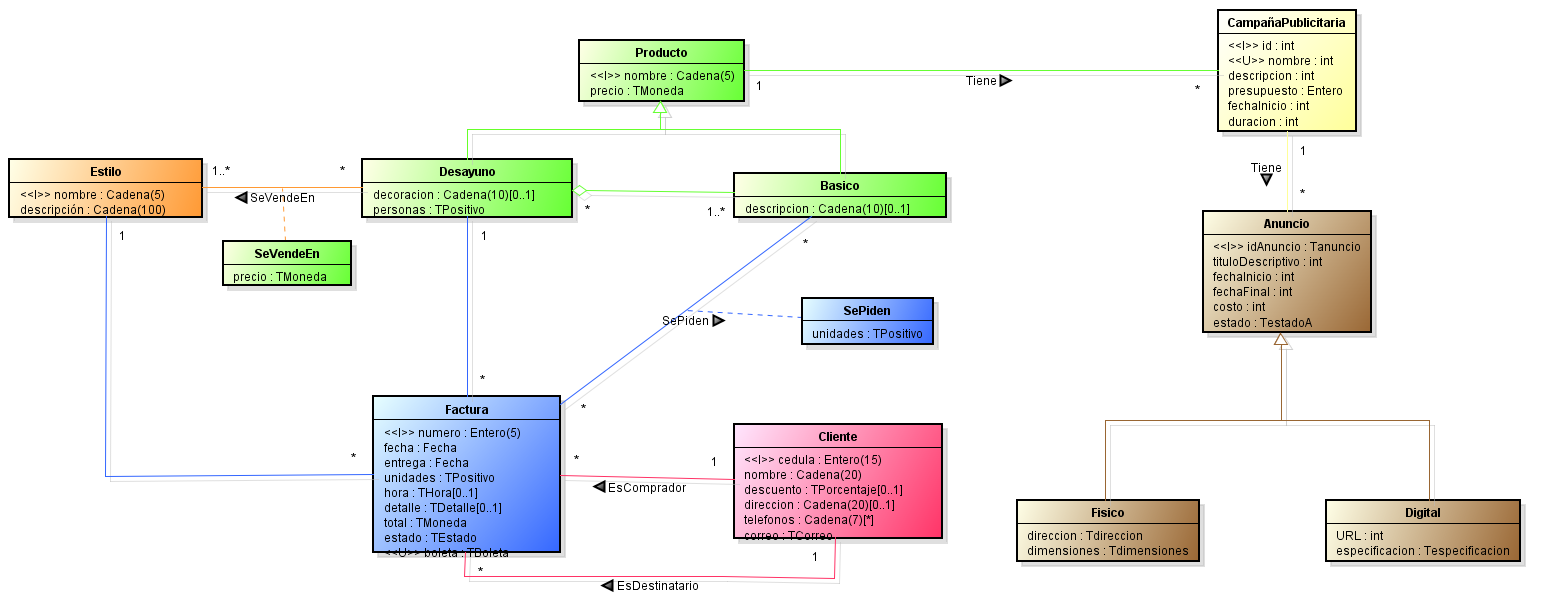 Producto
<<I>> nombre : Cadena(5)
precio : TMoneda
1
Tiene
*
CampañaPublicitaria
<<I>> id : int
<<U>> nombre : int
descripcion : int
presupuesto : Entero
fechaInicio : int
duracion : int
1
Tiene
*
Estilo
<<I>> nombre : Cadena(5)
descripción : Cadena(100)
1..*
*
SeVendeEn
1
Desayuno
decoracion : Cadena(10)[0..1]
personas : TPositivo
*
1..*
1
Basico
descripcion : Cadena(10)[0..1]
*
SeVendeEn
precio : TMoneda
Anuncio
<<I>> idAnuncio : Tanuncio
tituloDescriptivo : int
fechaInicio : int
fechaFinal : int
costo : int
estado : TestadoA
SePiden
SePiden
unidades : TPositivo
*
*
*
Factura
<<I>> numero : Entero(5)
fecha : Fecha
entrega : Fecha
unidades : TPositivo
hora : THora[0..1]
detalle : TDetalle[0..1]
total : TMoneda
estado : TEstado
<<U>> boleta : TBoleta
*
1
EsComprador
Cliente
<<I>> cedula : Entero(15)
nombre : Cadena(20)
descuento : TPorcentaje[0..1]
direccion : Cadena(20)[0..1]
telefonos : Cadena(7)[*]
correo : TCorreo
1
*
EsDestinatario
Fisico
direccion : Tdireccion
dimensiones : Tdimensiones
Digital
URL : int
especificacion : Tespecificacion